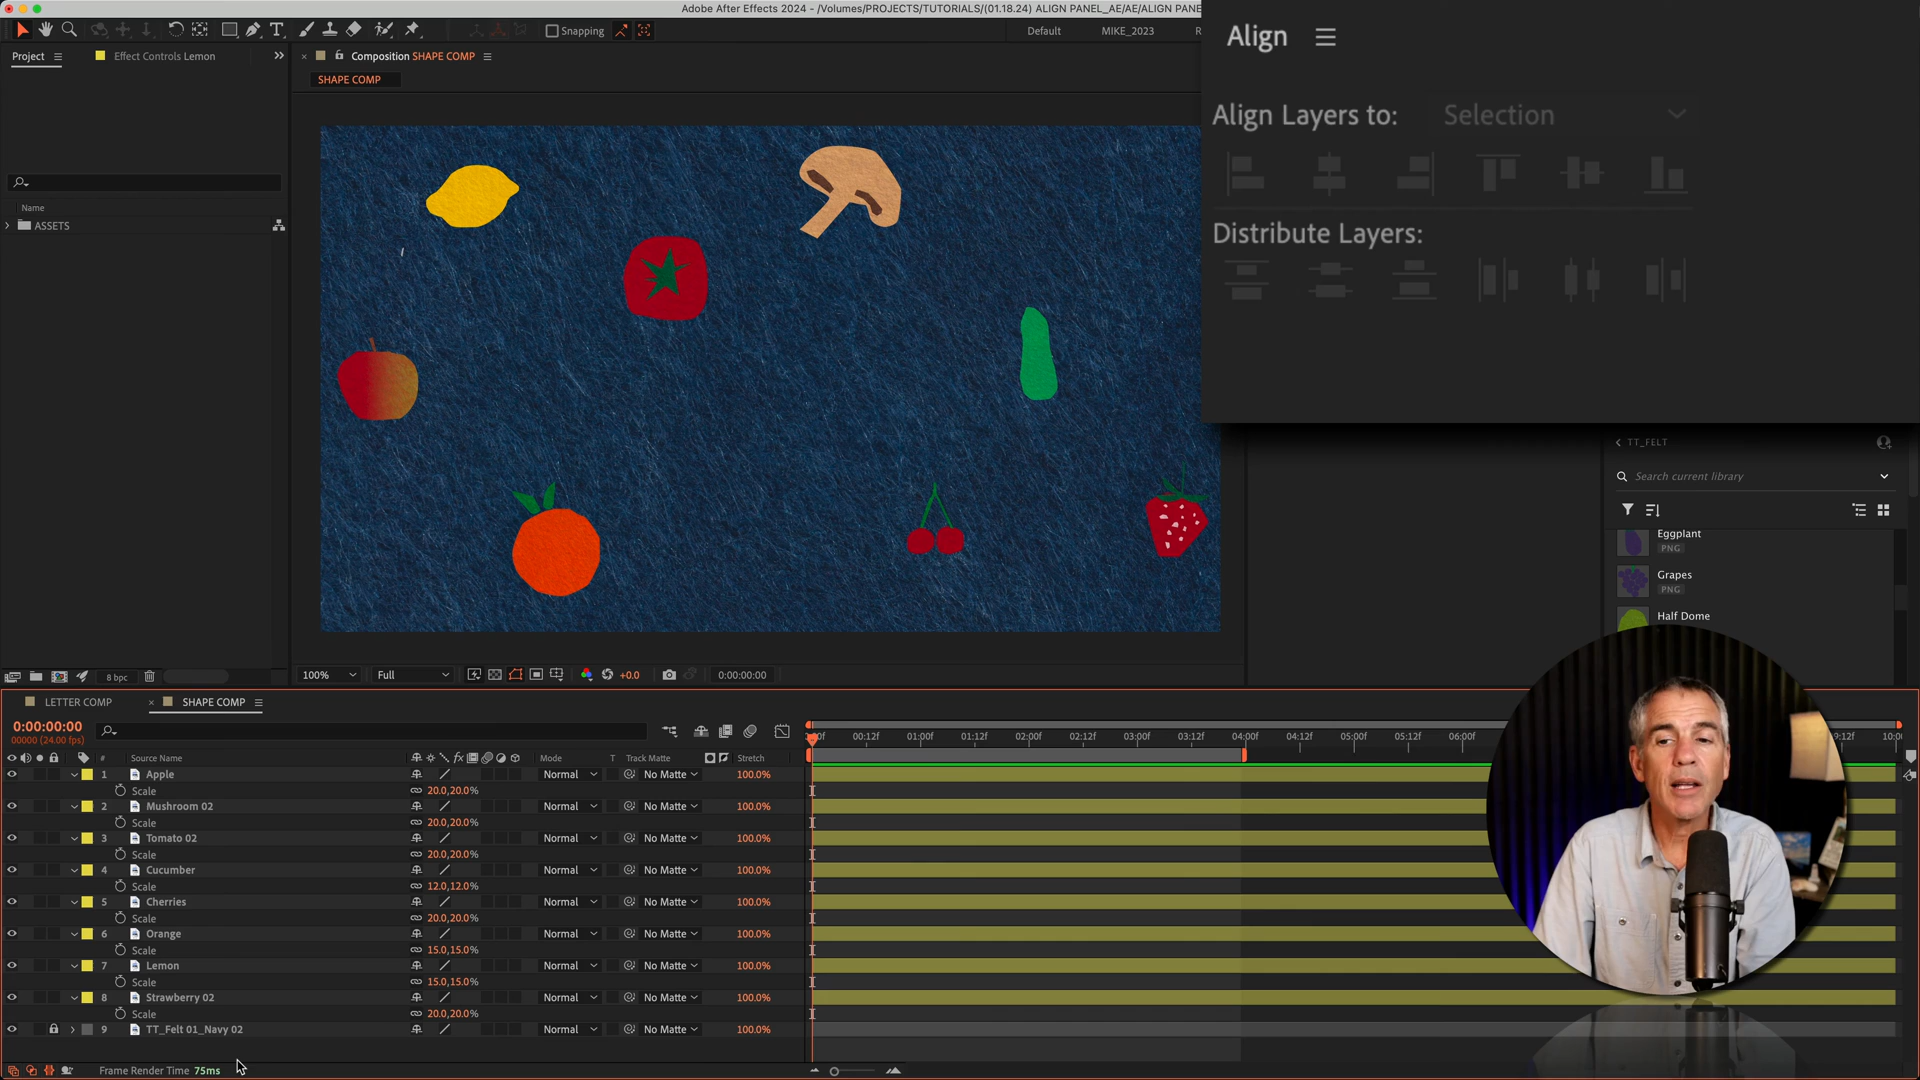 Adobe After Effects 2024 - /Volumes/PROJECTS/TUTORIALS/(01.18.24) ALIGN PANEL_AE/AE/ALIGN PANE
Snapping
Default
MIKE_2023
Project
Effect Controls Lemon
Composition SHAPE COMP
SHAPE COMP
Name
ASSETS
Align
Align Layers to:
Selection
Distribute Layers:
TT_FELT
Search current library
Eggplant
PNG
Grapes
PNG
Half Dome
8 bpc
100%
Full
+0.0
0:00:00:00
LETTER COMP
SHAPE COMP
0:00:00:00
00000 (24.00 fps)
00:12f
01:00f
01:12f
02:00f
02:12f
03:00f
03:12f
04:00f
04:12f
05:00f
05:12f
06:00f
# Source Name
Mode
T
Track Matte
Stretch
1 Apple Normal No Matte 100.0%
Scale 20.0,20.0%
2 Mushroom 02 Normal No Matte 100.0%
Scale 20.0,20.0%
3 Tomato 02 Normal No Matte 100.0%
Scale 20.0,20.0%
4 Cucumber Normal No Matte 100.0%
Scale 12.0,12.0%
5 Cherries Normal No Matte 100.0%
Scale 20.0,20.0%
6 Orange Normal No Matte 100.0%
Scale 15.0,15.0%
7 Lemon Normal No Matte 100.0%
Scale 15.0,15.0%
8 Strawberry 02 Normal No Matte 100.0%
Scale 20.0,20.0%
9 TT_Felt 01_Navy 02 Normal No Matte 100.0%
Frame Render Time 75ms